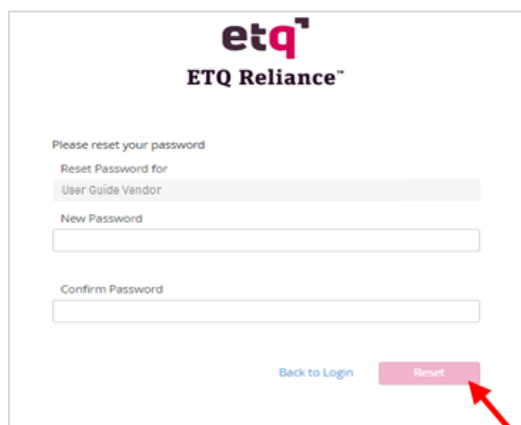 etq
ETQ Reliance™
Please reset your password
Reset Password for
User Guide Vendor
New Password
Confirm Password
Back to Login
Reset